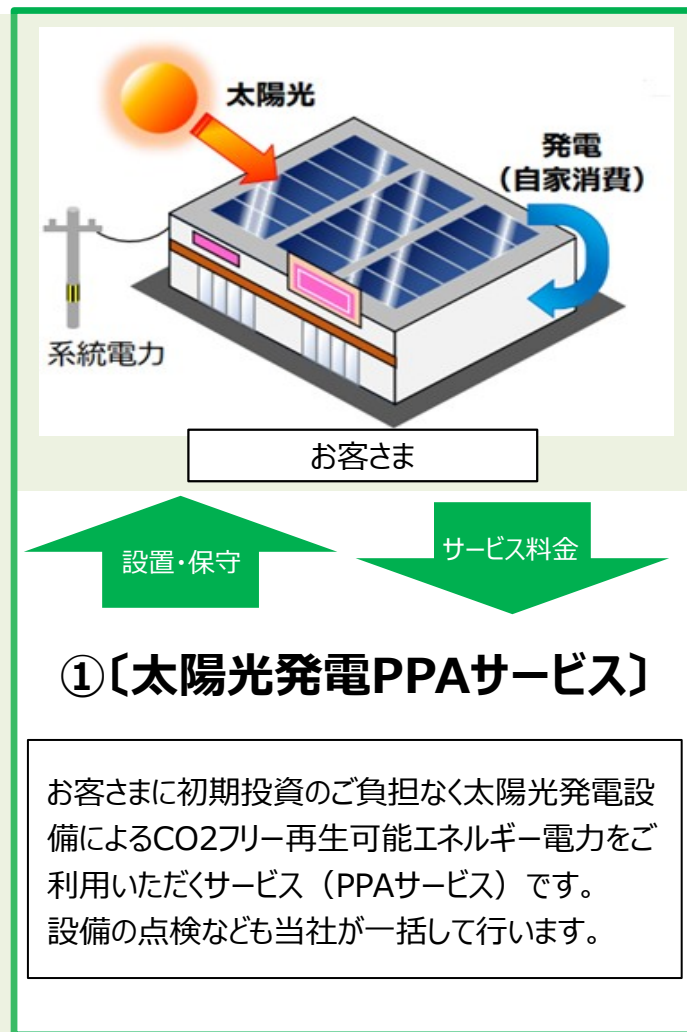 太陽光
発電
（自家消費）
系統電力
お客さま
設置・保守
サービス料金
①〔太陽光発電PPAサービス〕
お客さまに初期投資のご負担なく太陽光発電設
備によるCO2フリー再生可能エネルギー電力をご
利用いただくサービス（PPAサービス）です。
設備の点検なども当社が一括して行います。